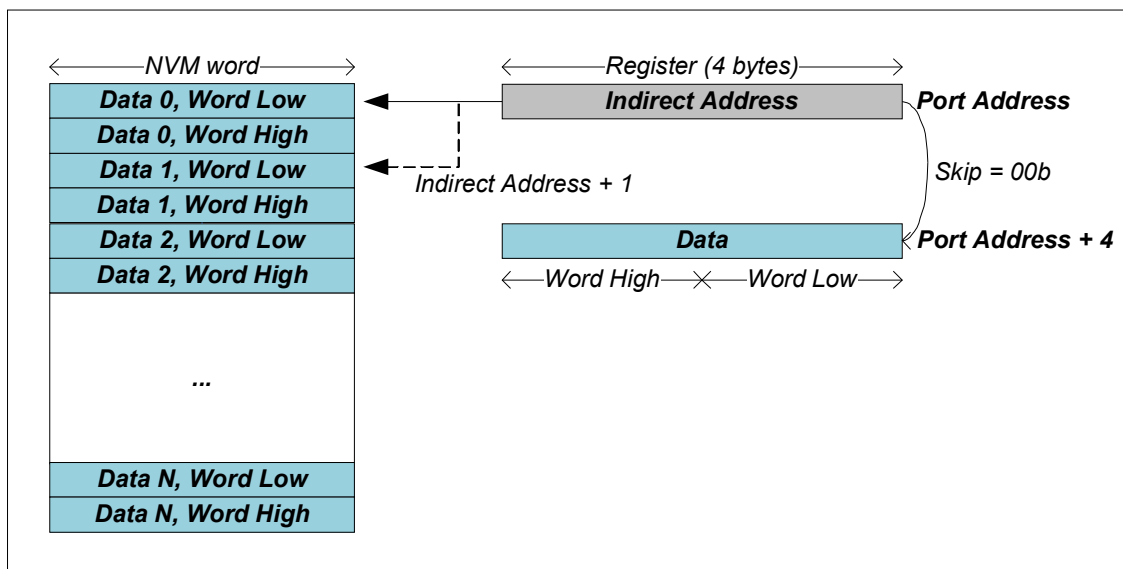 NVM word
Data 0, Word Low
Data 0, Word High
Data 1, Word Low
Data 1, Word High
Data 2, Word Low
Data 2, Word High
...
Data N, Word Low
Data N, Word High
Register (4 bytes)
Indirect Address
Port Address
Indirect Address + 1
Skip = 00b
Data
Port Address + 4
Word High
Word Low